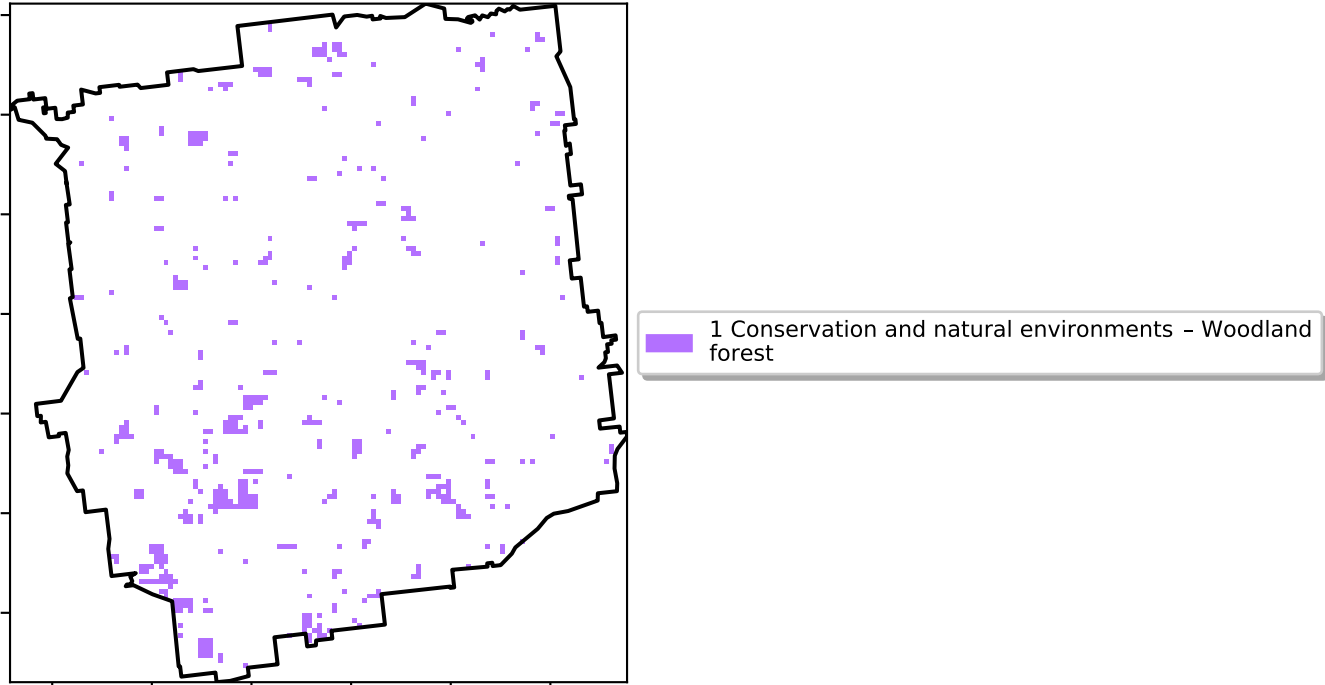 1 Conservation and natural environments – Woodland
forest